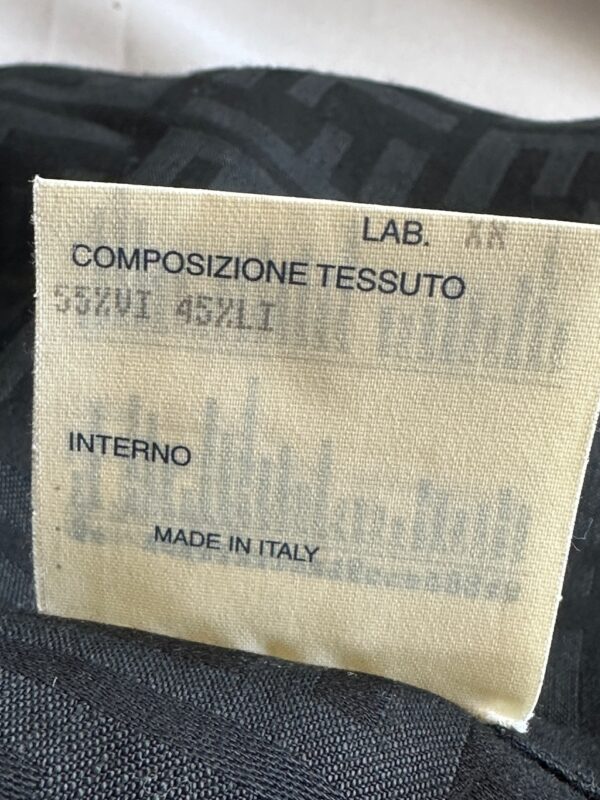 LAB. XX
COMPOSIZIONE TESSUTO
55%VI 45%LI
INTERNO
MADE IN ITALY